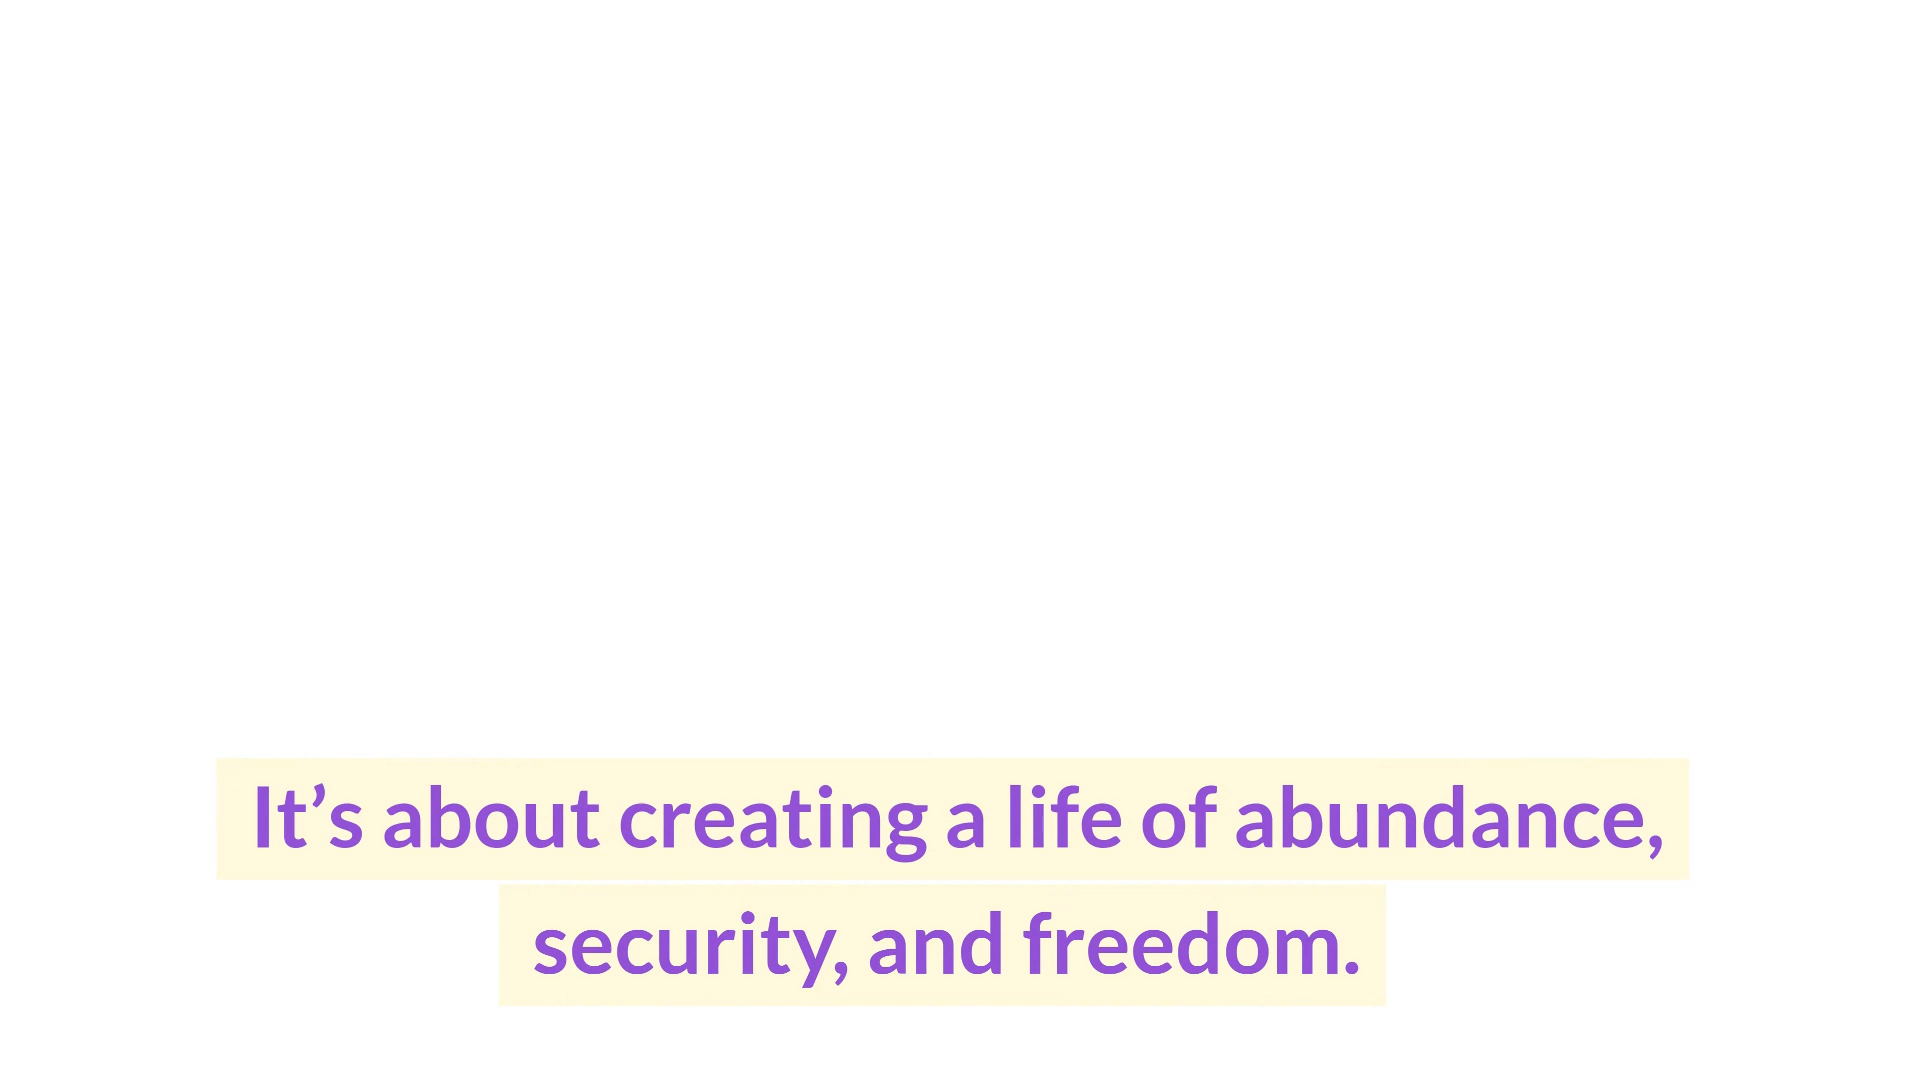 It’s about creating a life of abundance,
security, and freedom.